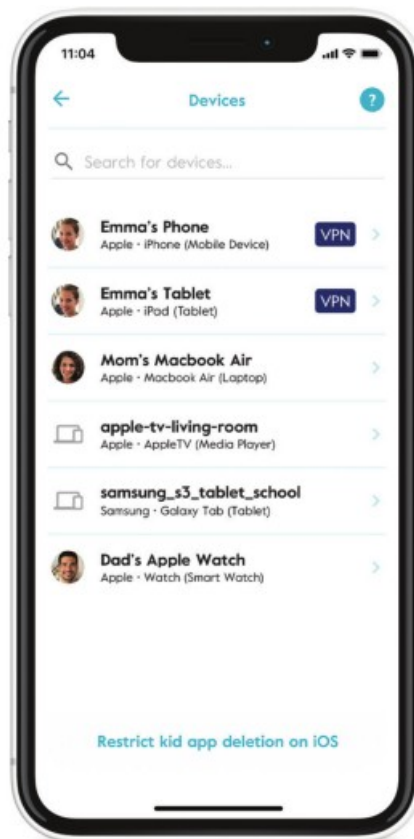 11:04
Devices
?
Search for devices...
Emma's Phone
VPN
Apple · iPhone (Mobile Device)
Emma's Tablet
VPN
Apple · iPod (Tablet)
Mom's Macbook Air
Apple · Macbook Air (Laptop)
apple-tv-living-room
Apple · AppleTV (Media Player)
samsung_s3_tablet_school
Samsung · Galaxy Tab (Tablet)
Dad's Apple Watch
Apple · Watch (Smart Watch)
Restrict kid app deletion on iOS